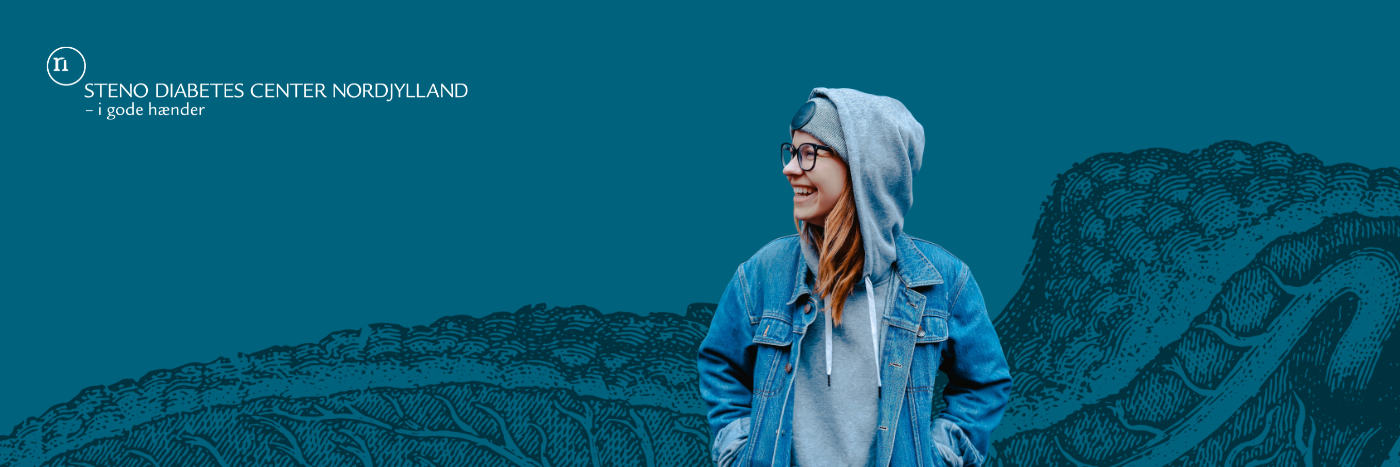 n
STENO DIABETES CENTER NORDJYLLAND
– i gode hænder